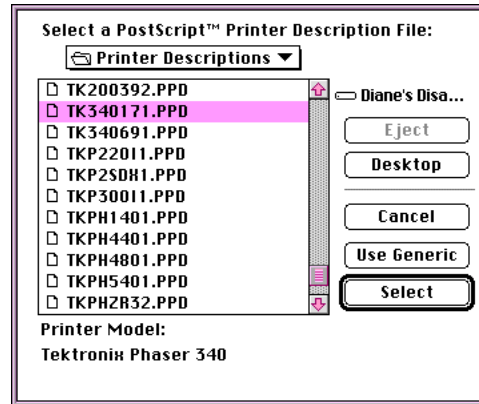 Select a PostScript™ Printer Description File:
Printer Descriptions
TK200392.PPD
TK340171.PPD
TK340691.PPD
TKP220I1.PPD
TKP2SDX1.PPD
TKP300I1.PPD
TKPH1401.PPD
TKPH4401.PPD
TKPH4801.PPD
TKPH5401.PPD
TKPHZR32.PPD
Diane's Disa...
Eject
Desktop
Cancel
Use Generic
Select
Printer Model:
Tektronix Phaser 340